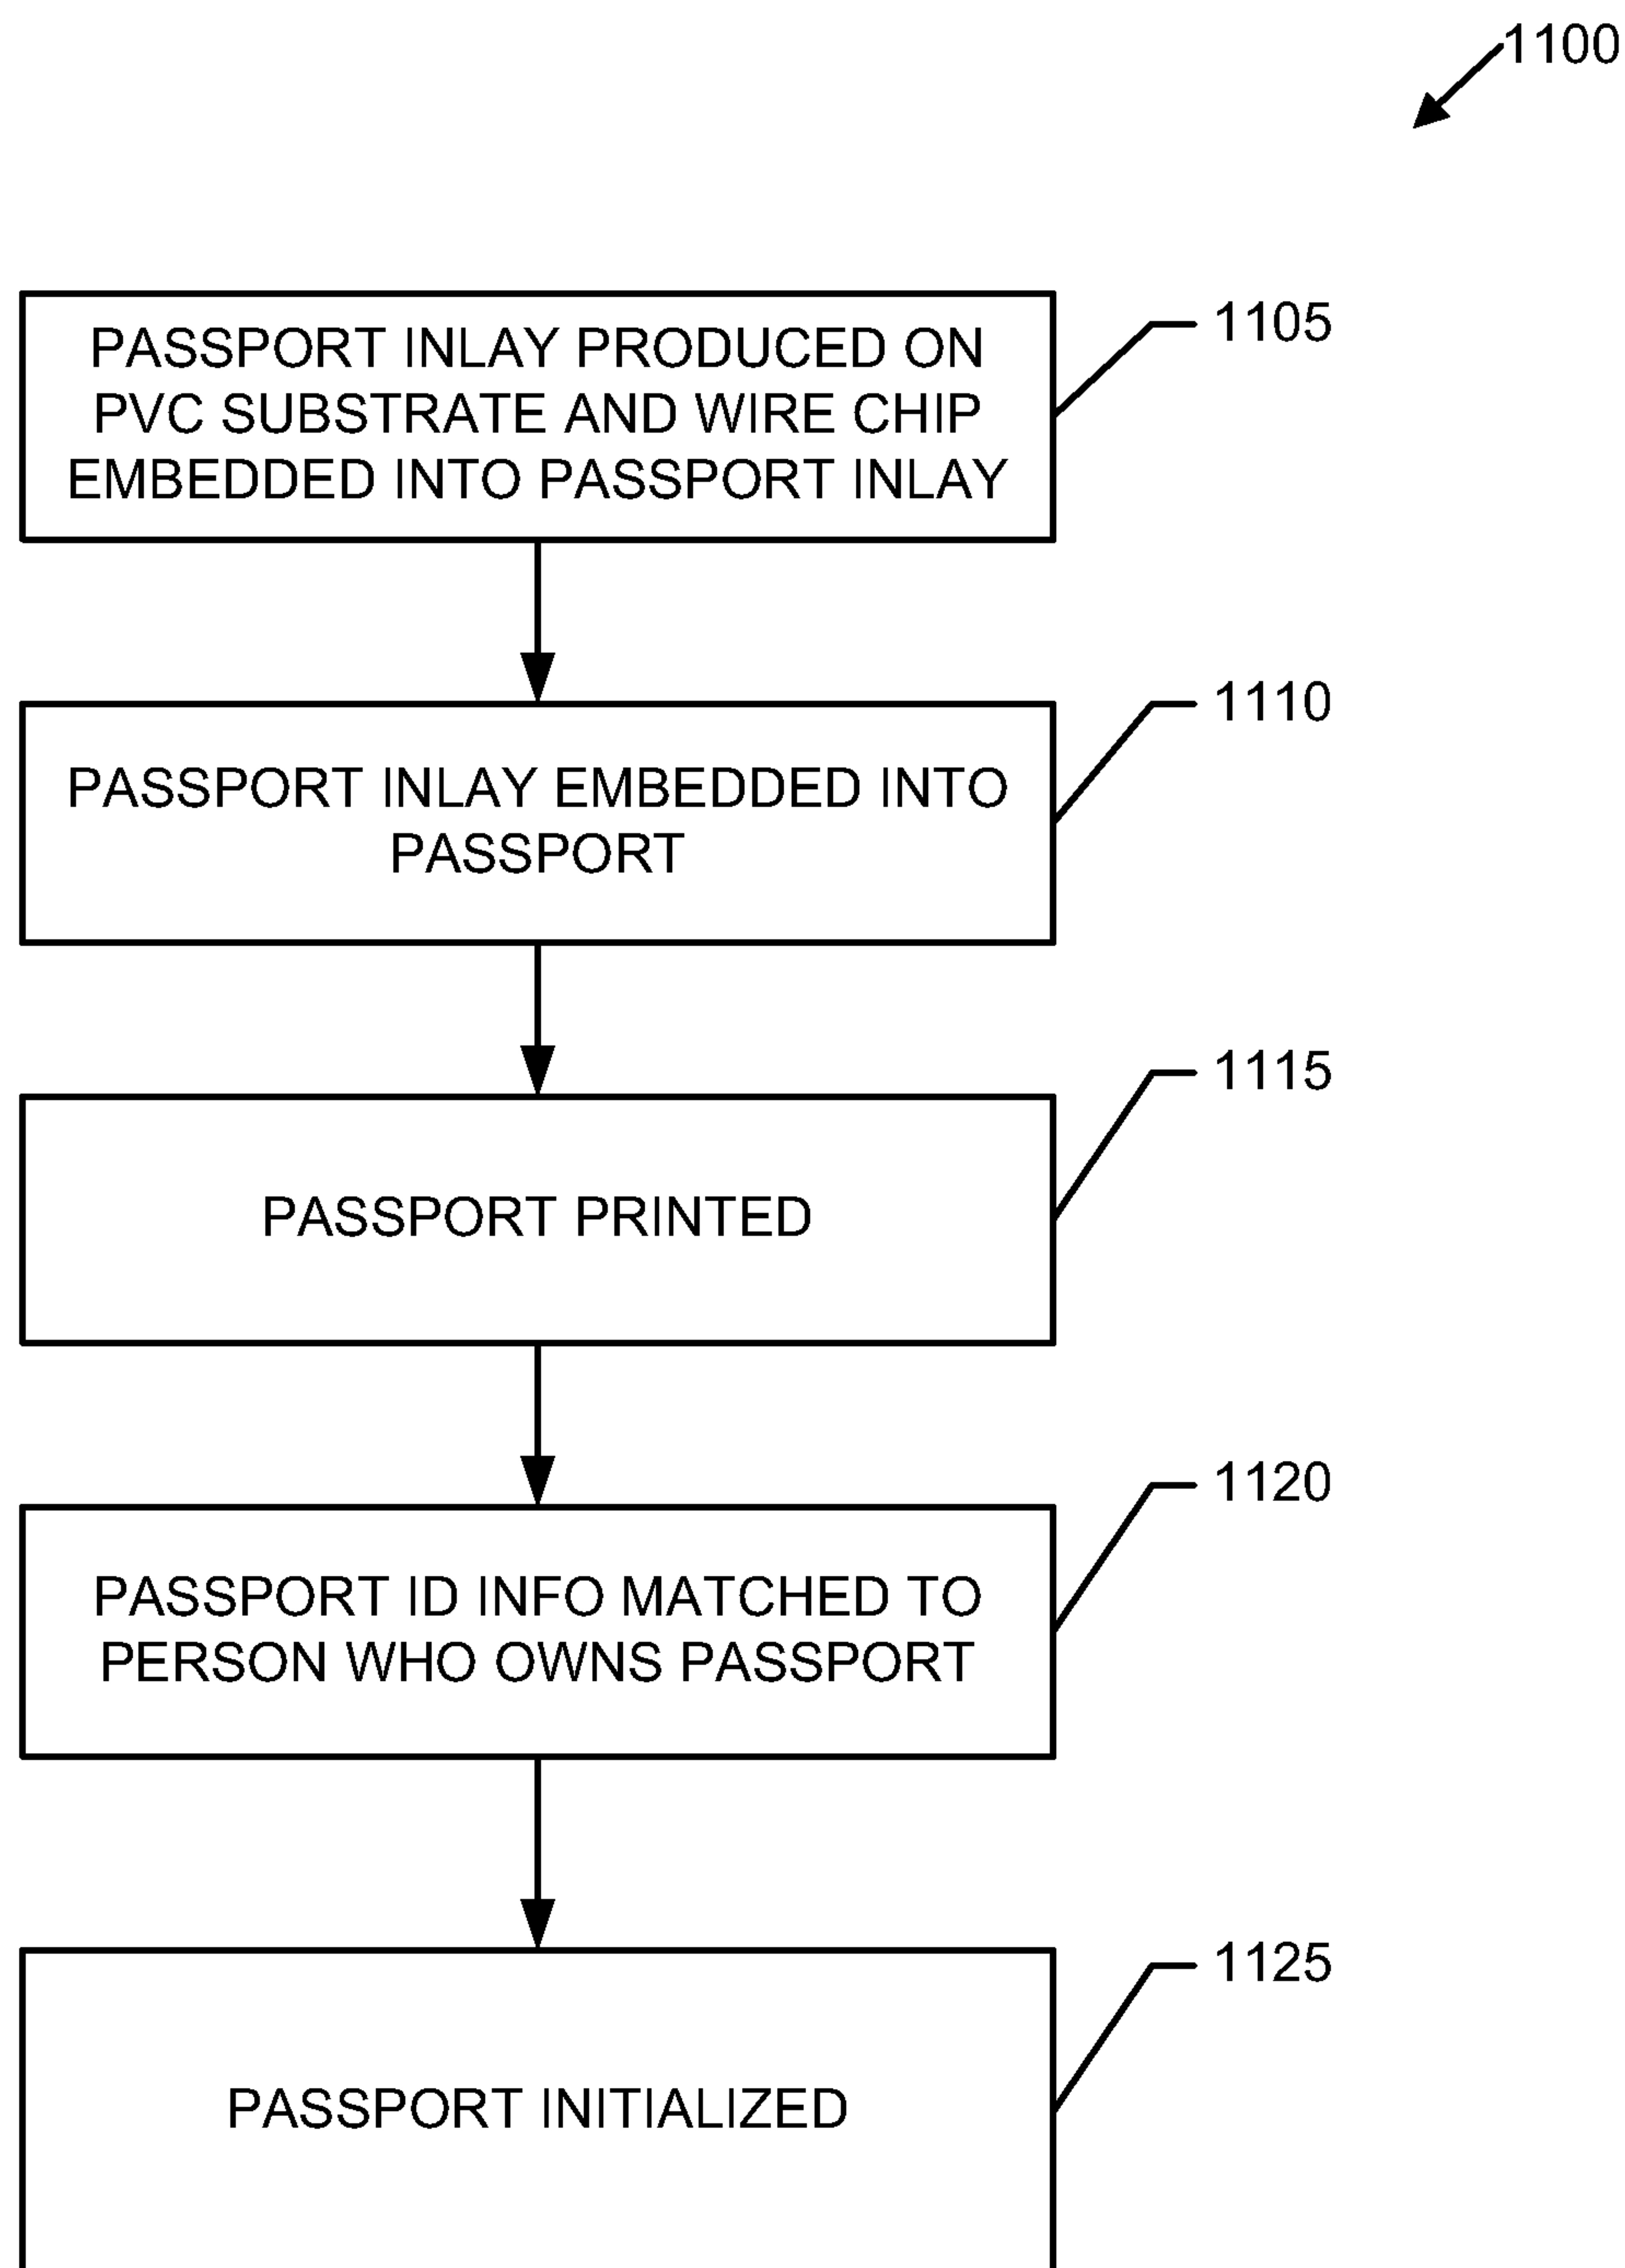 1100
PASSPORT INLAY PRODUCED ON
PVC SUBSTRATE AND WIRE CHIP
EMBEDDED INTO PASSPORT INLAY
1105
PASSPORT INLAY EMBEDDED INTO
PASSPORT
1110
PASSPORT PRINTED
1115
PASSPORT ID INFO MATCHED TO
PERSON WHO OWNS PASSPORT
1120
PASSPORT INITIALIZED
1125